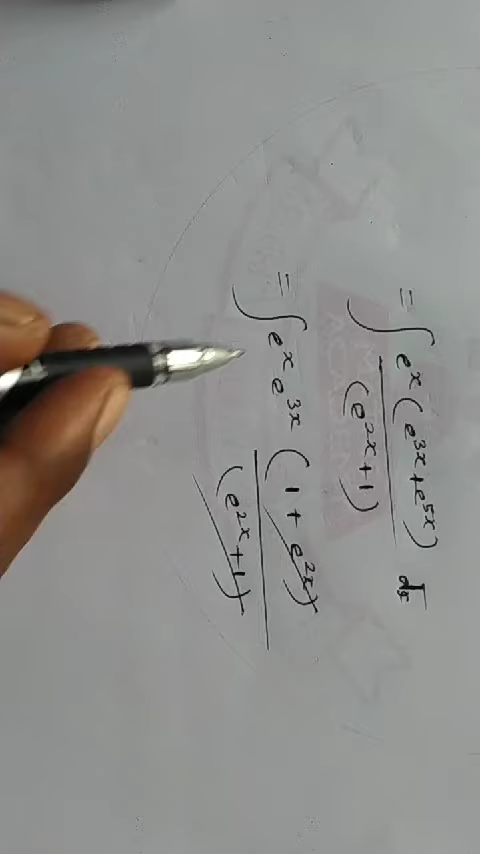 = ∫ e^x (e^3x + e^5x) / (e^2x + 1) dx
= ∫ e^x e^3x (1 + e^2x) / (e^2x + 1)